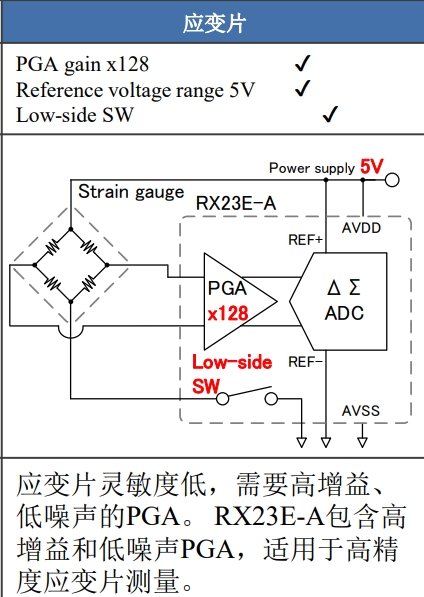 应变片
PGA gain x128 ✓
Reference voltage range 5V ✓
Low-side SW ✓
Power supply 5V
Strain gauge
RX23E-A
AVDD
REF+
PGA
x128
Δ Σ
ADC
Low-side
SW
REF-
AVSS
应变片灵敏度低，需要高增益、
低噪声的PGA。 RX23E-A包含高
增益和低噪声PGA，适用于高精
度应变片测量。